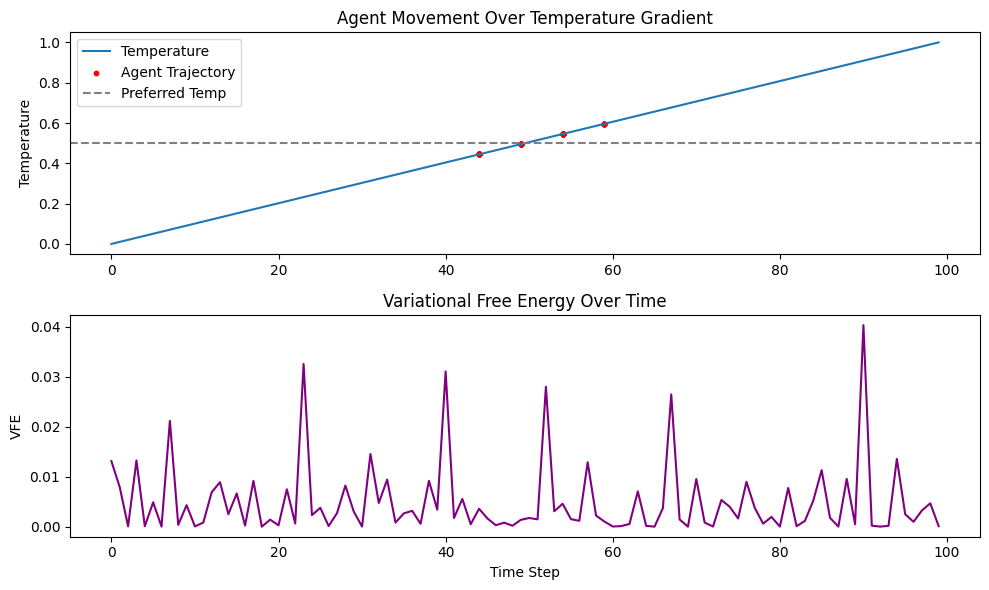 Agent Movement Over Temperature Gradient
Temperature
1.0
0.8
0.6
0.4
0.2
0.0
Temperature
Agent Trajectory
Preferred Temp
0 20 40 60 80 100
Variational Free Energy Over Time
VFE
0.04
0.03
0.02
0.01
0.00
0 20 40 60 80 100
Time Step